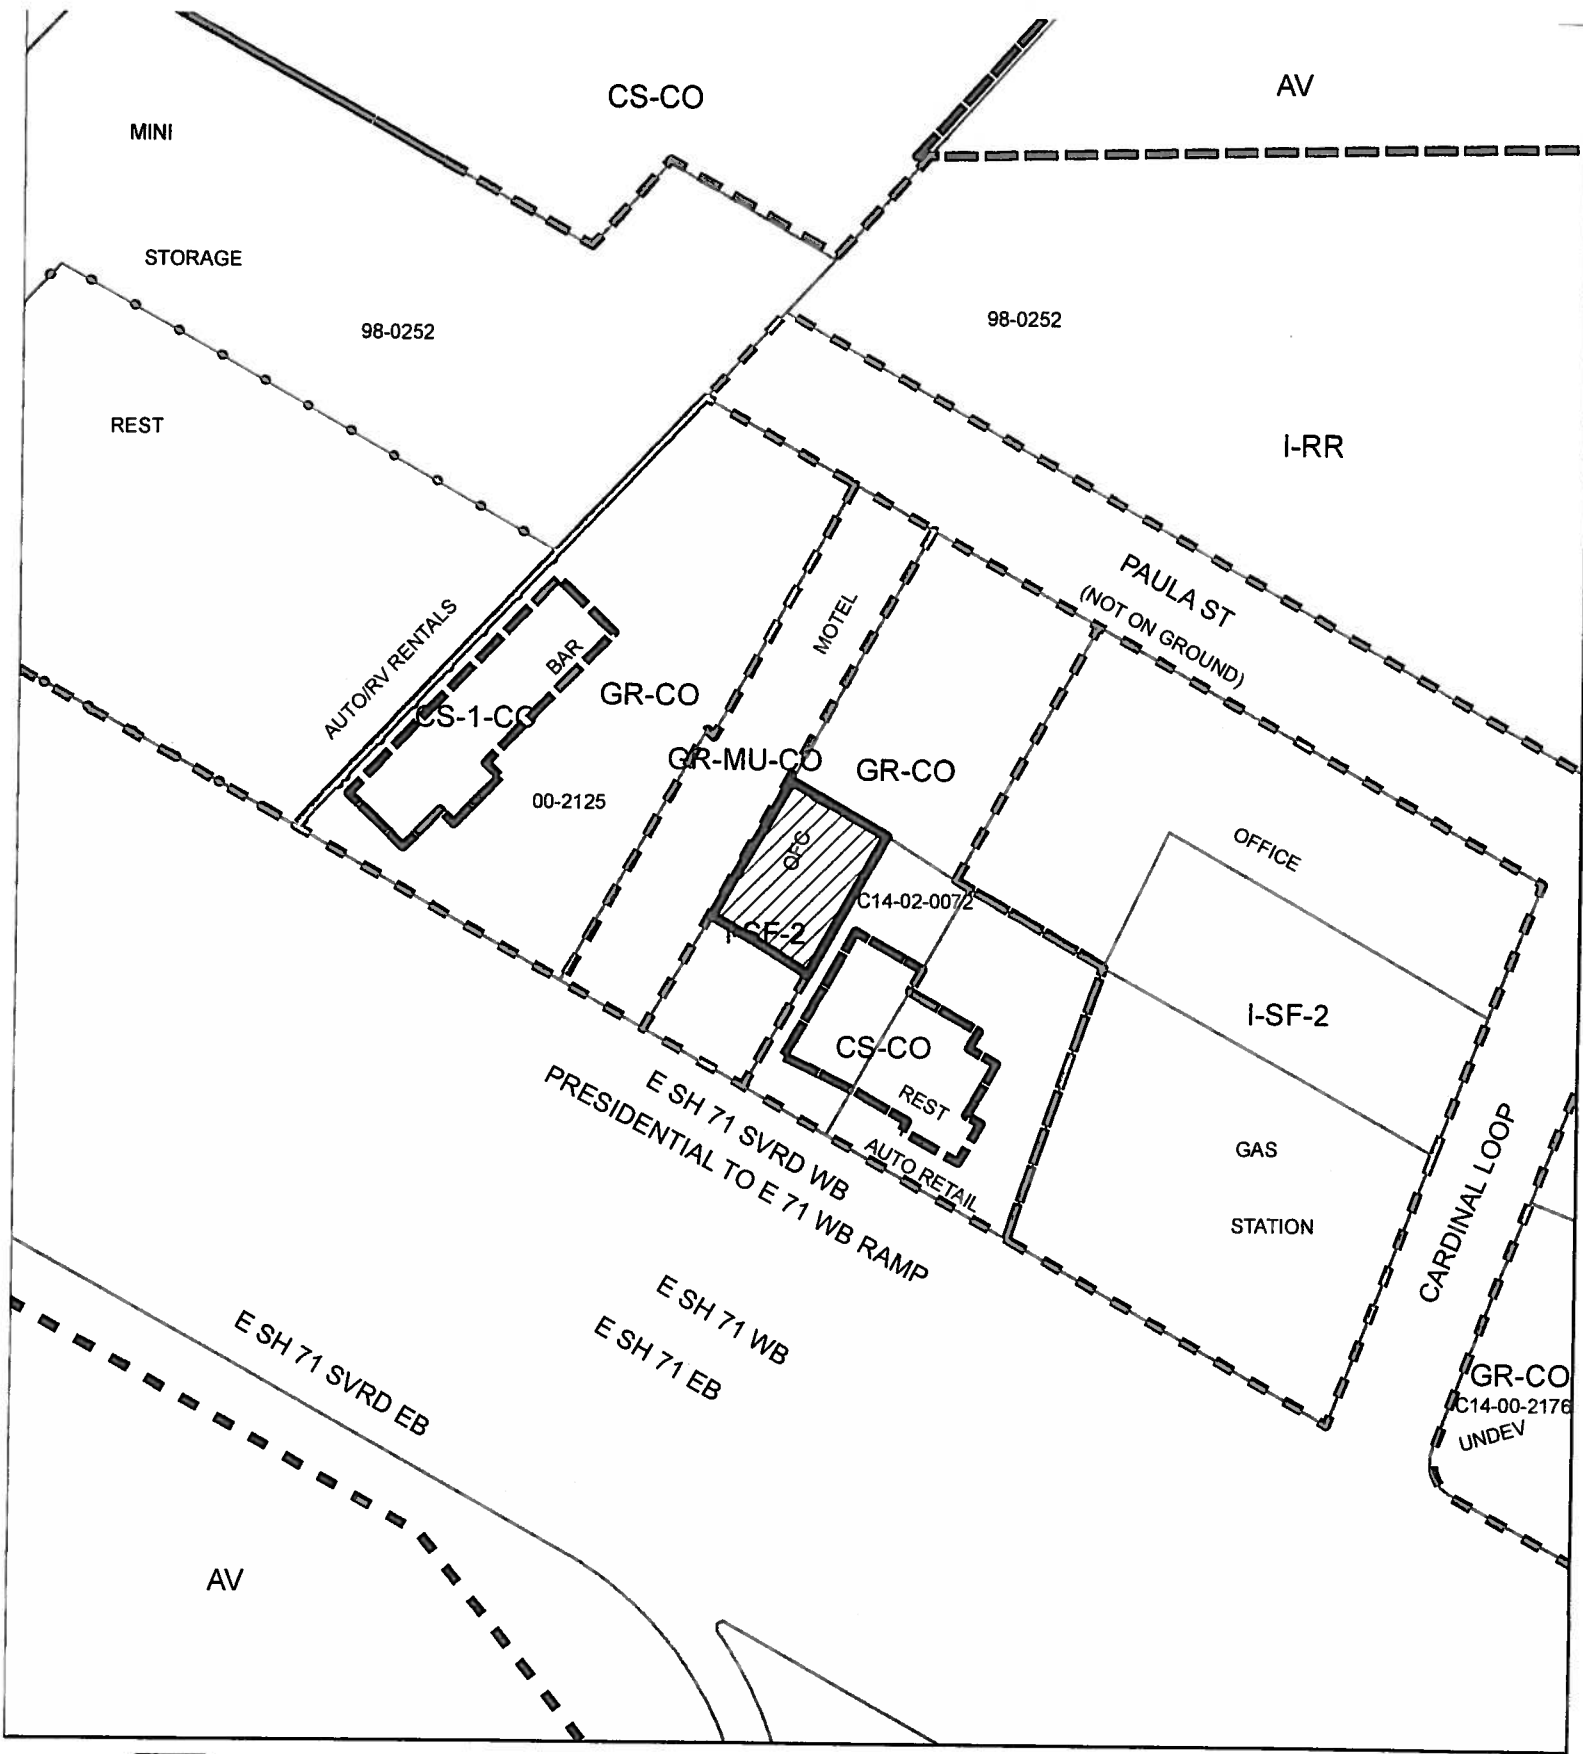 CS-CO
AV
MINI
STORAGE
98-0252
98-0252
REST
I-RR
PAULA ST
(NOT ON GROUND)
MOTEL
AUTO/RV RENTALS
BAR
CS-1-CO
GR-CO
GR-MU-CO
GR-CO
00-2125
OFC
OFFICE
C14-02-0072
I-SF-2
I-SF-2
CS-CO
REST
E SH 71 SVRD WB
PRESIDENTIAL TO E 71 WB RAMP
AUTO RETAIL
GAS
STATION
CARDINAL LOOP
E SH 71 WB
E SH 71 EB
E SH 71 SVRD EB
GR-CO
C14-00-2176
UNDEV
AV